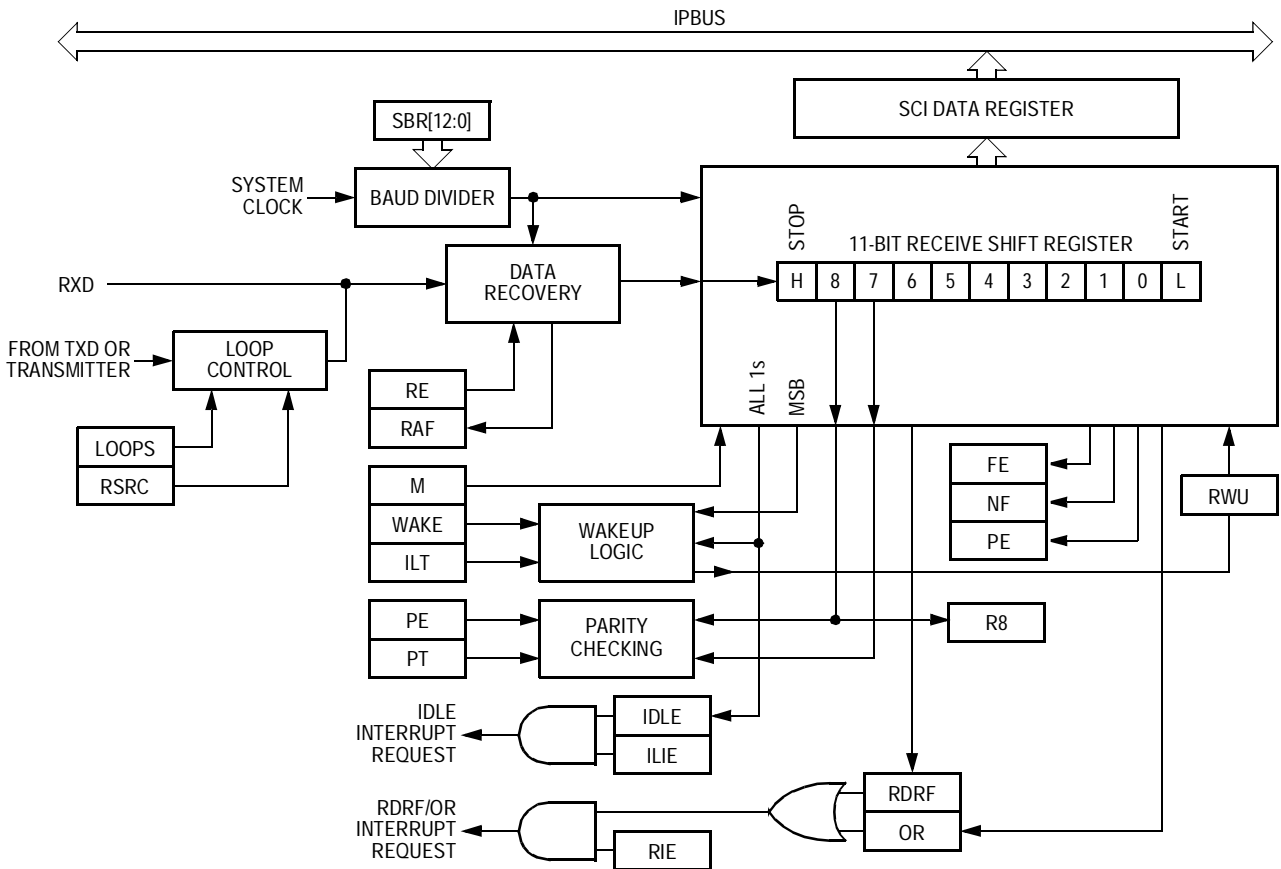 IPBUS
SCI DATA REGISTER
SBR[12:0]
SYSTEM
CLOCK
BAUD DIVIDER
STOP
11-BIT RECEIVE SHIFT REGISTER
START
H 8 7 6 5 4 3 2 1 0 L
RXD
DATA
RECOVERY
FROM TXD OR
TRANSMITTER
LOOP
CONTROL
RE
RAF
ALL 1s
MSB
LOOPS
RSRC
M
WAKE
ILT
WAKEUP
LOGIC
FE
NF
PE
RWU
PE
PT
PARITY
CHECKING
R8
IDLE
INTERRUPT
REQUEST
IDLE
ILIE
RDRF/OR
INTERRUPT
REQUEST
RIE
RDRF
OR